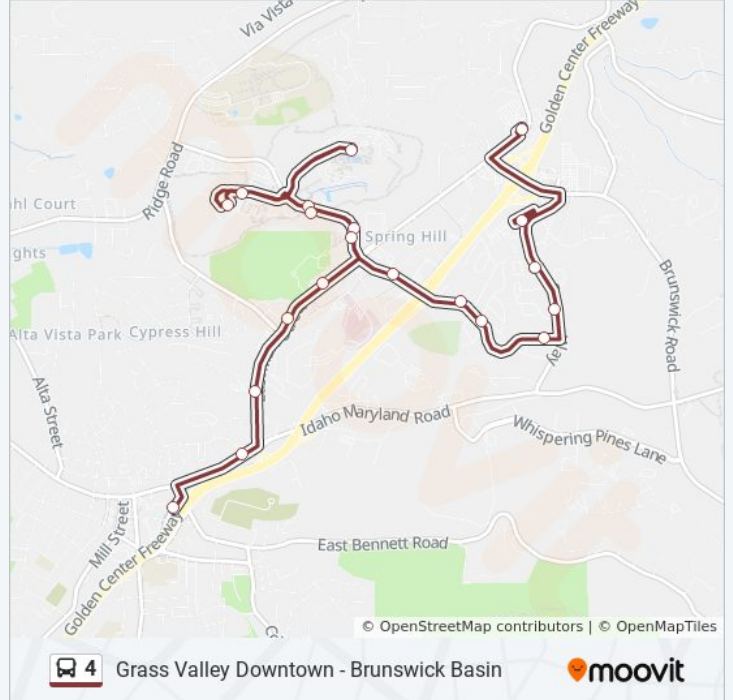 Via Vista
Golden Center Freeway
Ridge Road
ahl Court
Spring Hill
ghts
Brunswick Road
Alta Vista Park
Cypress Hill
Alta Street
Idaho Maryland Road
Whispering Pines Lane
Mill Street
East Bennett Road
Golden Center Freeway
© OpenStreetMap contributors | © OpenMapTiles
4 Grass Valley Downtown - Brunswick Basin
moovit